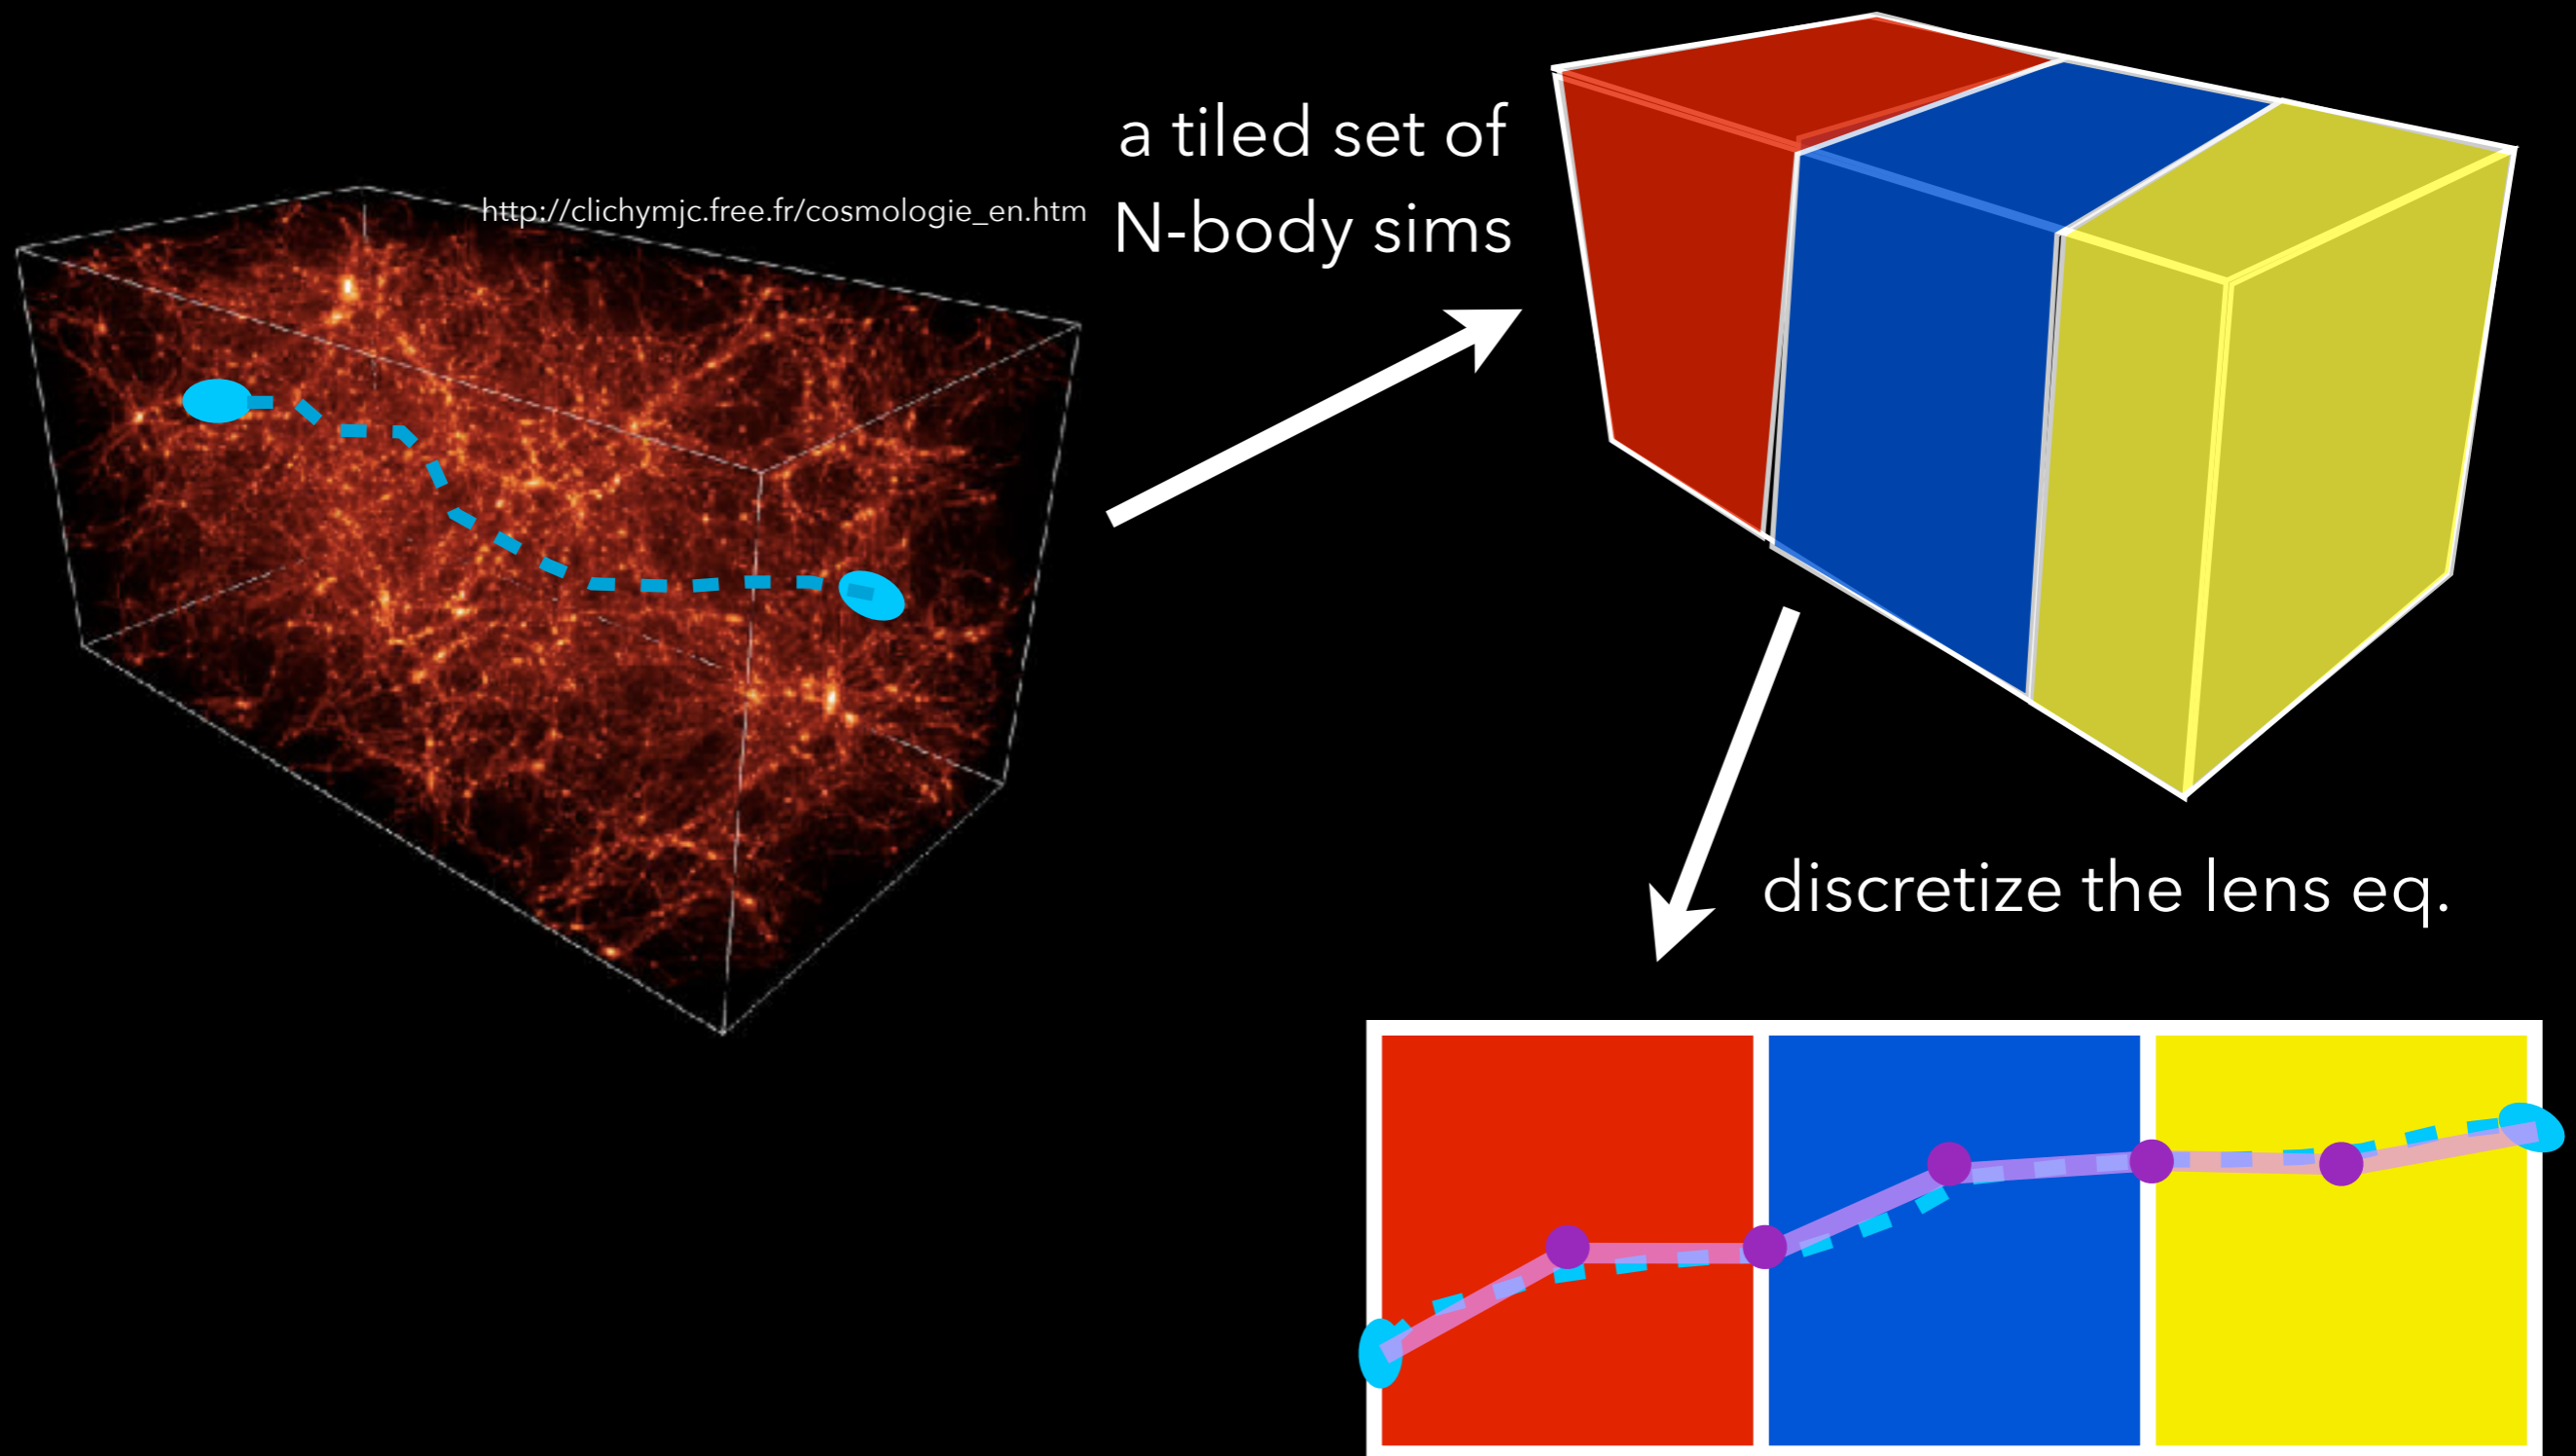 http://clichymjc.free.fr/cosmologie_en.htm
a tiled set of
N-body sims
discretize the lens eq.